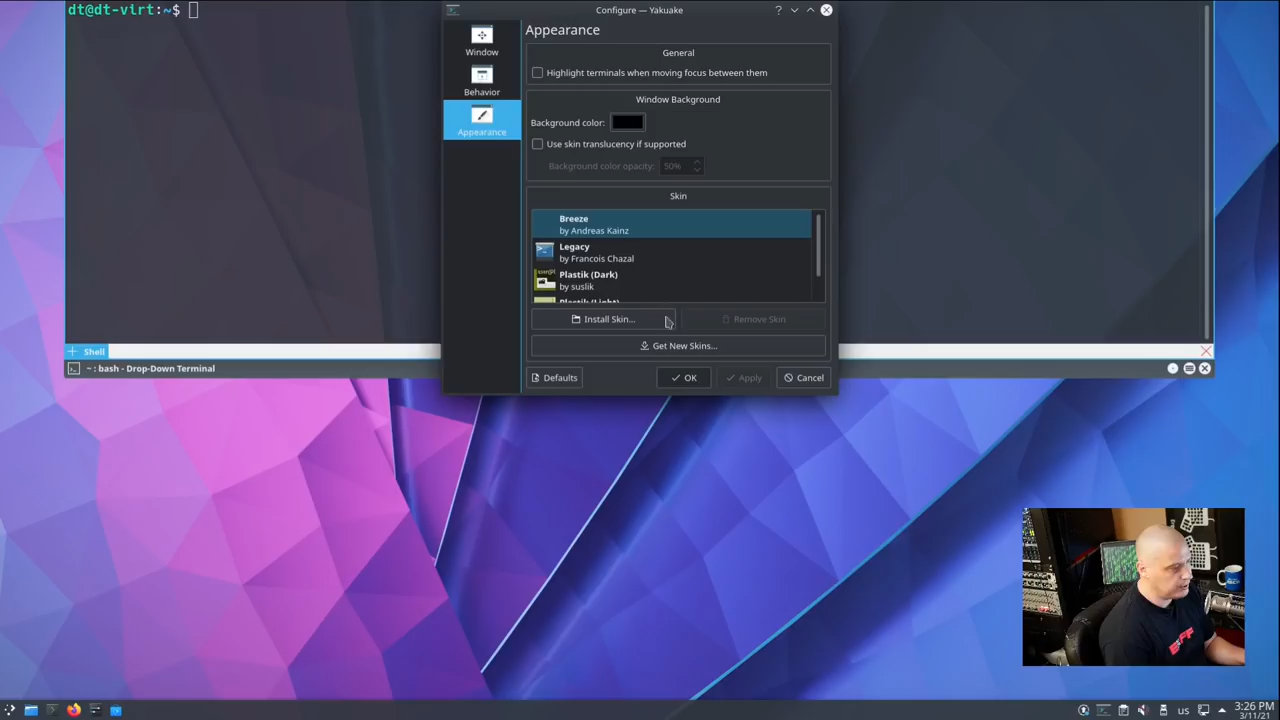 dt@dt-virt:~$
Configure — Yakuake
?
Window
Behavior
Appearance
Appearance
General
Highlight terminals when moving focus between them
Window Background
Background color:
Use skin translucency if supported
Background color opacity: 50%
Skin
Breeze
by Andreas Kainz
Legacy
by Francois Chazal
Plastik (Dark)
by suslik
Plastik (Light)
Install Skin...
Remove Skin
Get New Skins...
Defaults
OK
Apply
Cancel
Shell
~ : bash - Drop-Down Terminal
us
3:26 PM
3/11/21